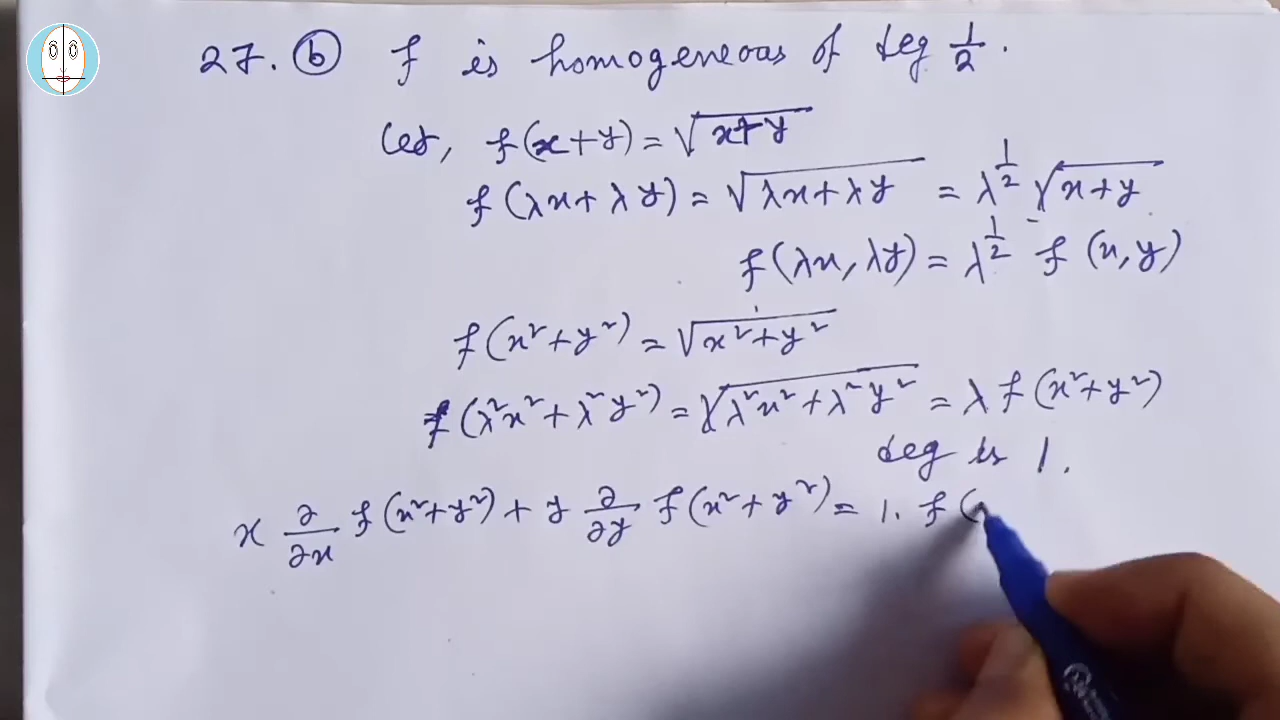 27. ⓑ f is homogeneous of deg 1/2.
Let, f(x+y) = √(x+y)
f(λx+λy) = √(λx+λy) = λ^(1/2) √(x+y)
f(λx, λy) = λ^(1/2) f(x, y)
f(x²+y²) = √(x²+y²)
f(λ²x²+λ²y²) = √(λ²x²+λ²y²) = λ f(x²+y²)
deg is 1.
x ∂/∂x f(x²+y²) + y ∂/∂y f(x²+y²) = 1. f(